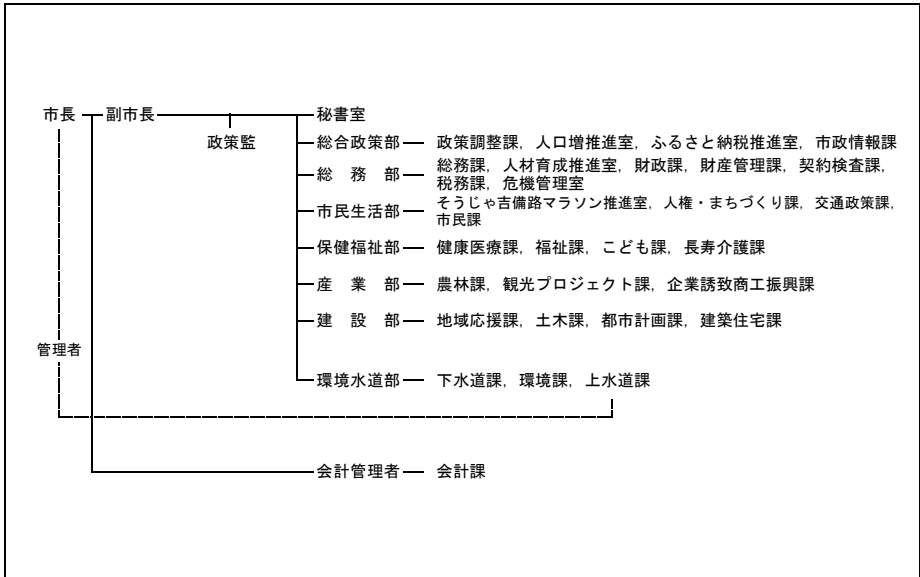 市長 副市長 秘書室
政策監
総合政策部 政策調整課，人口増推進室，ふるさと納税推進室，市政情報課
総務部 総務課，人材育成推進室，財政課，財産管理課，契約検査課，
税務課，危機管理室
市民生活部 そうじゃ吉備路マラソン推進室，人権・まちづくり課，交通政策課，
市民課
保健福祉部 健康医療課，福祉課，こども課，長寿介護課
産業部 農林課，観光プロジェクト課，企業誘致商工振興課
建設部 地域応援課，土木課，都市計画課，建築住宅課
管理者
環境水道部 下水道課，環境課，上水道課
会計管理者 会計課